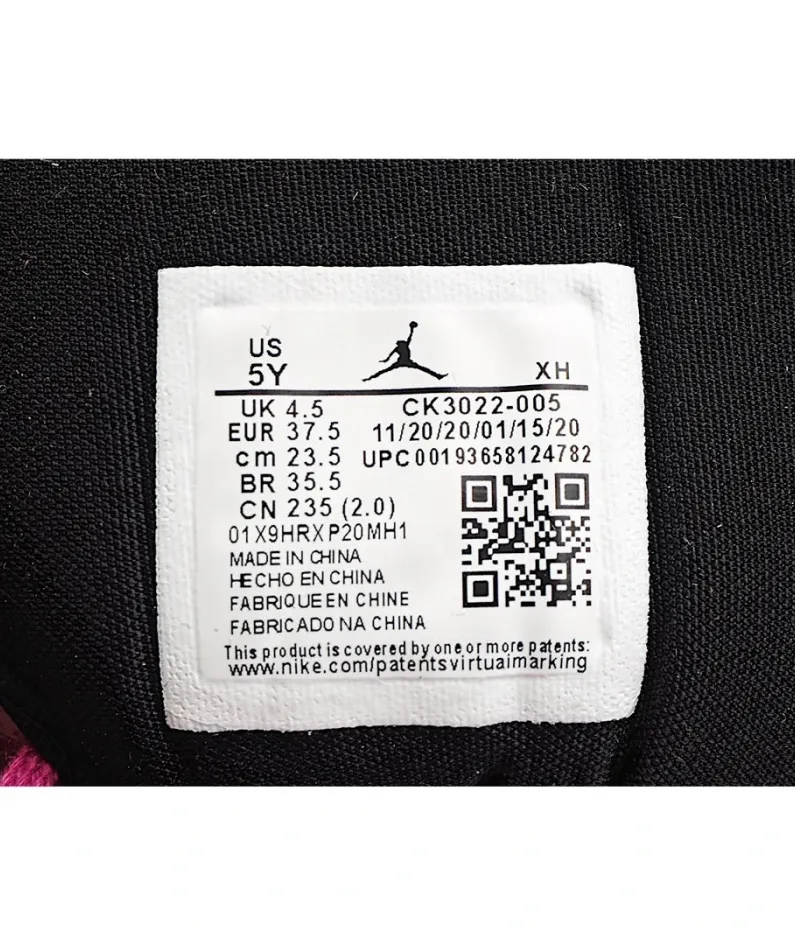 US
5Y
XH
UK 4.5
CK3022-005
EUR 37.5
11/20/20/01/15/20
cm 23.5
UPC00193658124782
BR 35.5
CN 235 (2.0)
01X9HRXP20MH1
MADE IN CHINA
HECHO EN CHINA
FABRIQUE EN CHINE
FABRICADO NA CHINA
This product is covered by one or more patents:
www.nike.com/patentsvirtualmarking